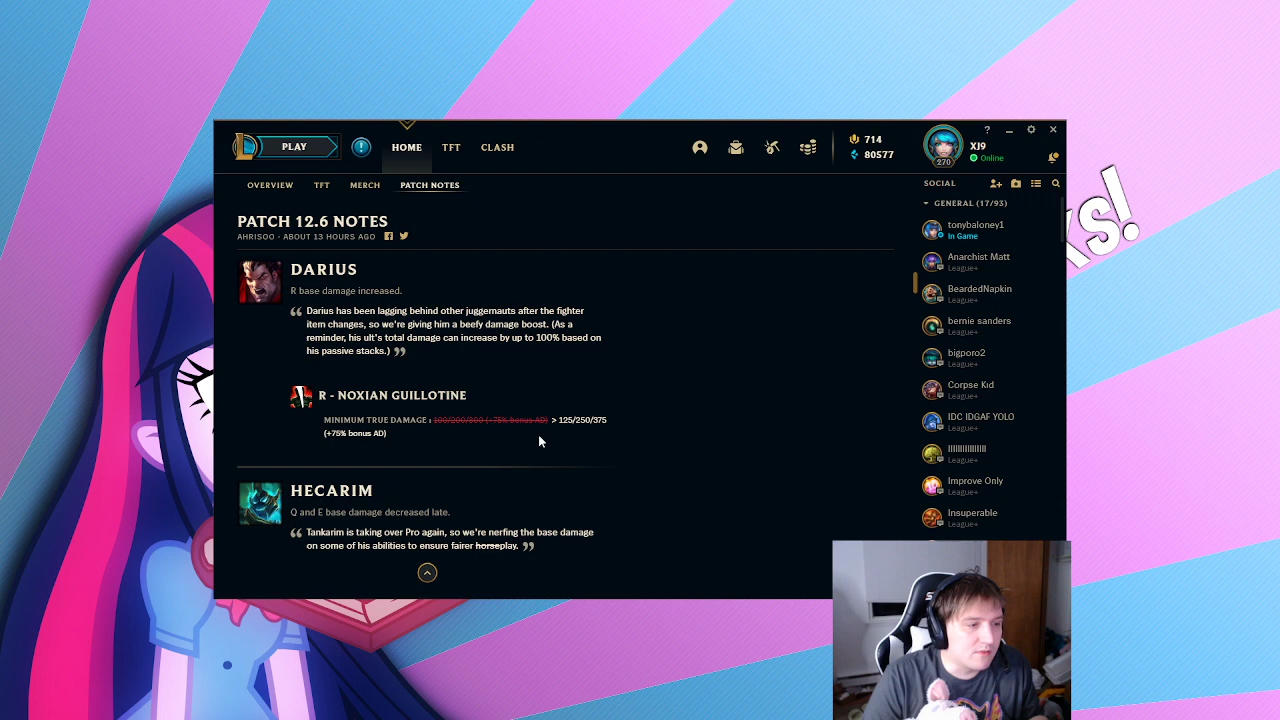 PLAY
HOME
TFT
CLASH
714
80577
270
XJ9
Online
?
OVERVIEW
TFT
MERCH
PATCH NOTES
SOCIAL
GENERAL (17/93)
PATCH 12.6 NOTES
AHRISOO - ABOUT 13 HOURS AGO
DARIUS
R base damage increased.
Darius has been lagging behind other juggernauts after the fighter
item changes, so we're giving him a beefy damage boost. (As a
reminder, his ult's total damage can increase by up to 100% based on
his passive stacks.)
R - NOXIAN GUILLOTINE
MINIMUM TRUE DAMAGE : 100/200/300 (+75% bonus AD) > 125/250/375
(+75% bonus AD)
HECARIM
Q and E base damage decreased late.
Tankarim is taking over Pro again, so we're nerfing the base damage
on some of his abilities to ensure fairer horseplay.
tonybaloney1
In Game
Anarchist Matt
League+
BeardedNapkin
League+
bernie sanders
League+
bigporo2
League+
Corpse Kid
League+
IDC IDGAF YOLO
League+
League+
Improve Only
League+
Insuperable
League+
ks!